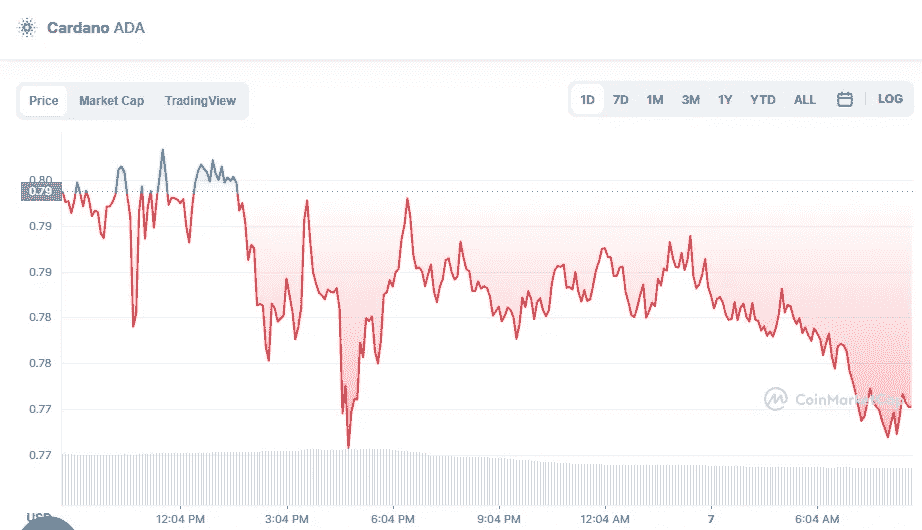 Cardano ADA
Price Market Cap TradingView
1D 7D 1M 3M 1Y YTD ALL LOG
0.80
0.79
0.79
0.79
0.78
0.78
0.77
0.77
CoinMark
USD
12:04 PM 3:04 PM 6:04 PM 9:04 PM 12:04 AM 7 6:04 AM